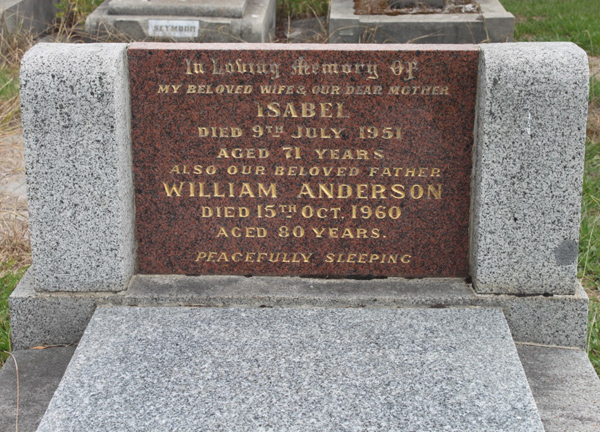 SEYMOUR
In Loving Memory Of
MY BELOVED WIFE & OUR DEAR MOTHER
ISABEL
DIED 9TH JULY 1951
AGED 71 YEARS
ALSO OUR BELOVED FATHER
WILLIAM ANDERSON
DIED 15TH OCT. 1960
AGED 80 YEARS.
PEACEFULLY SLEEPING